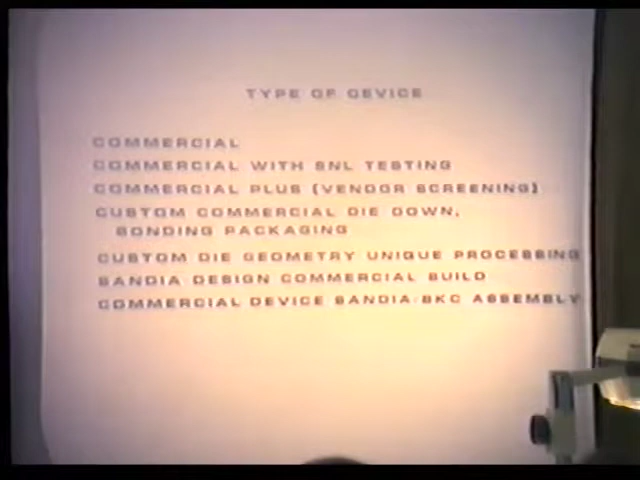 TYPE OF DEVICE
COMMERCIAL
COMMERCIAL WITH SNL TESTING
COMMERCIAL PLUS (VENDOR SCREENING)
CUSTOM COMMERCIAL DIE DOWN,
BONDING PACKAGING
CUSTOM DIE GEOMETRY UNIQUE PROCESSING
SANDIA DESIGN COMMERCIAL BUILD
COMMERCIAL DEVICE SANDIA-BKC ASSEMBLY